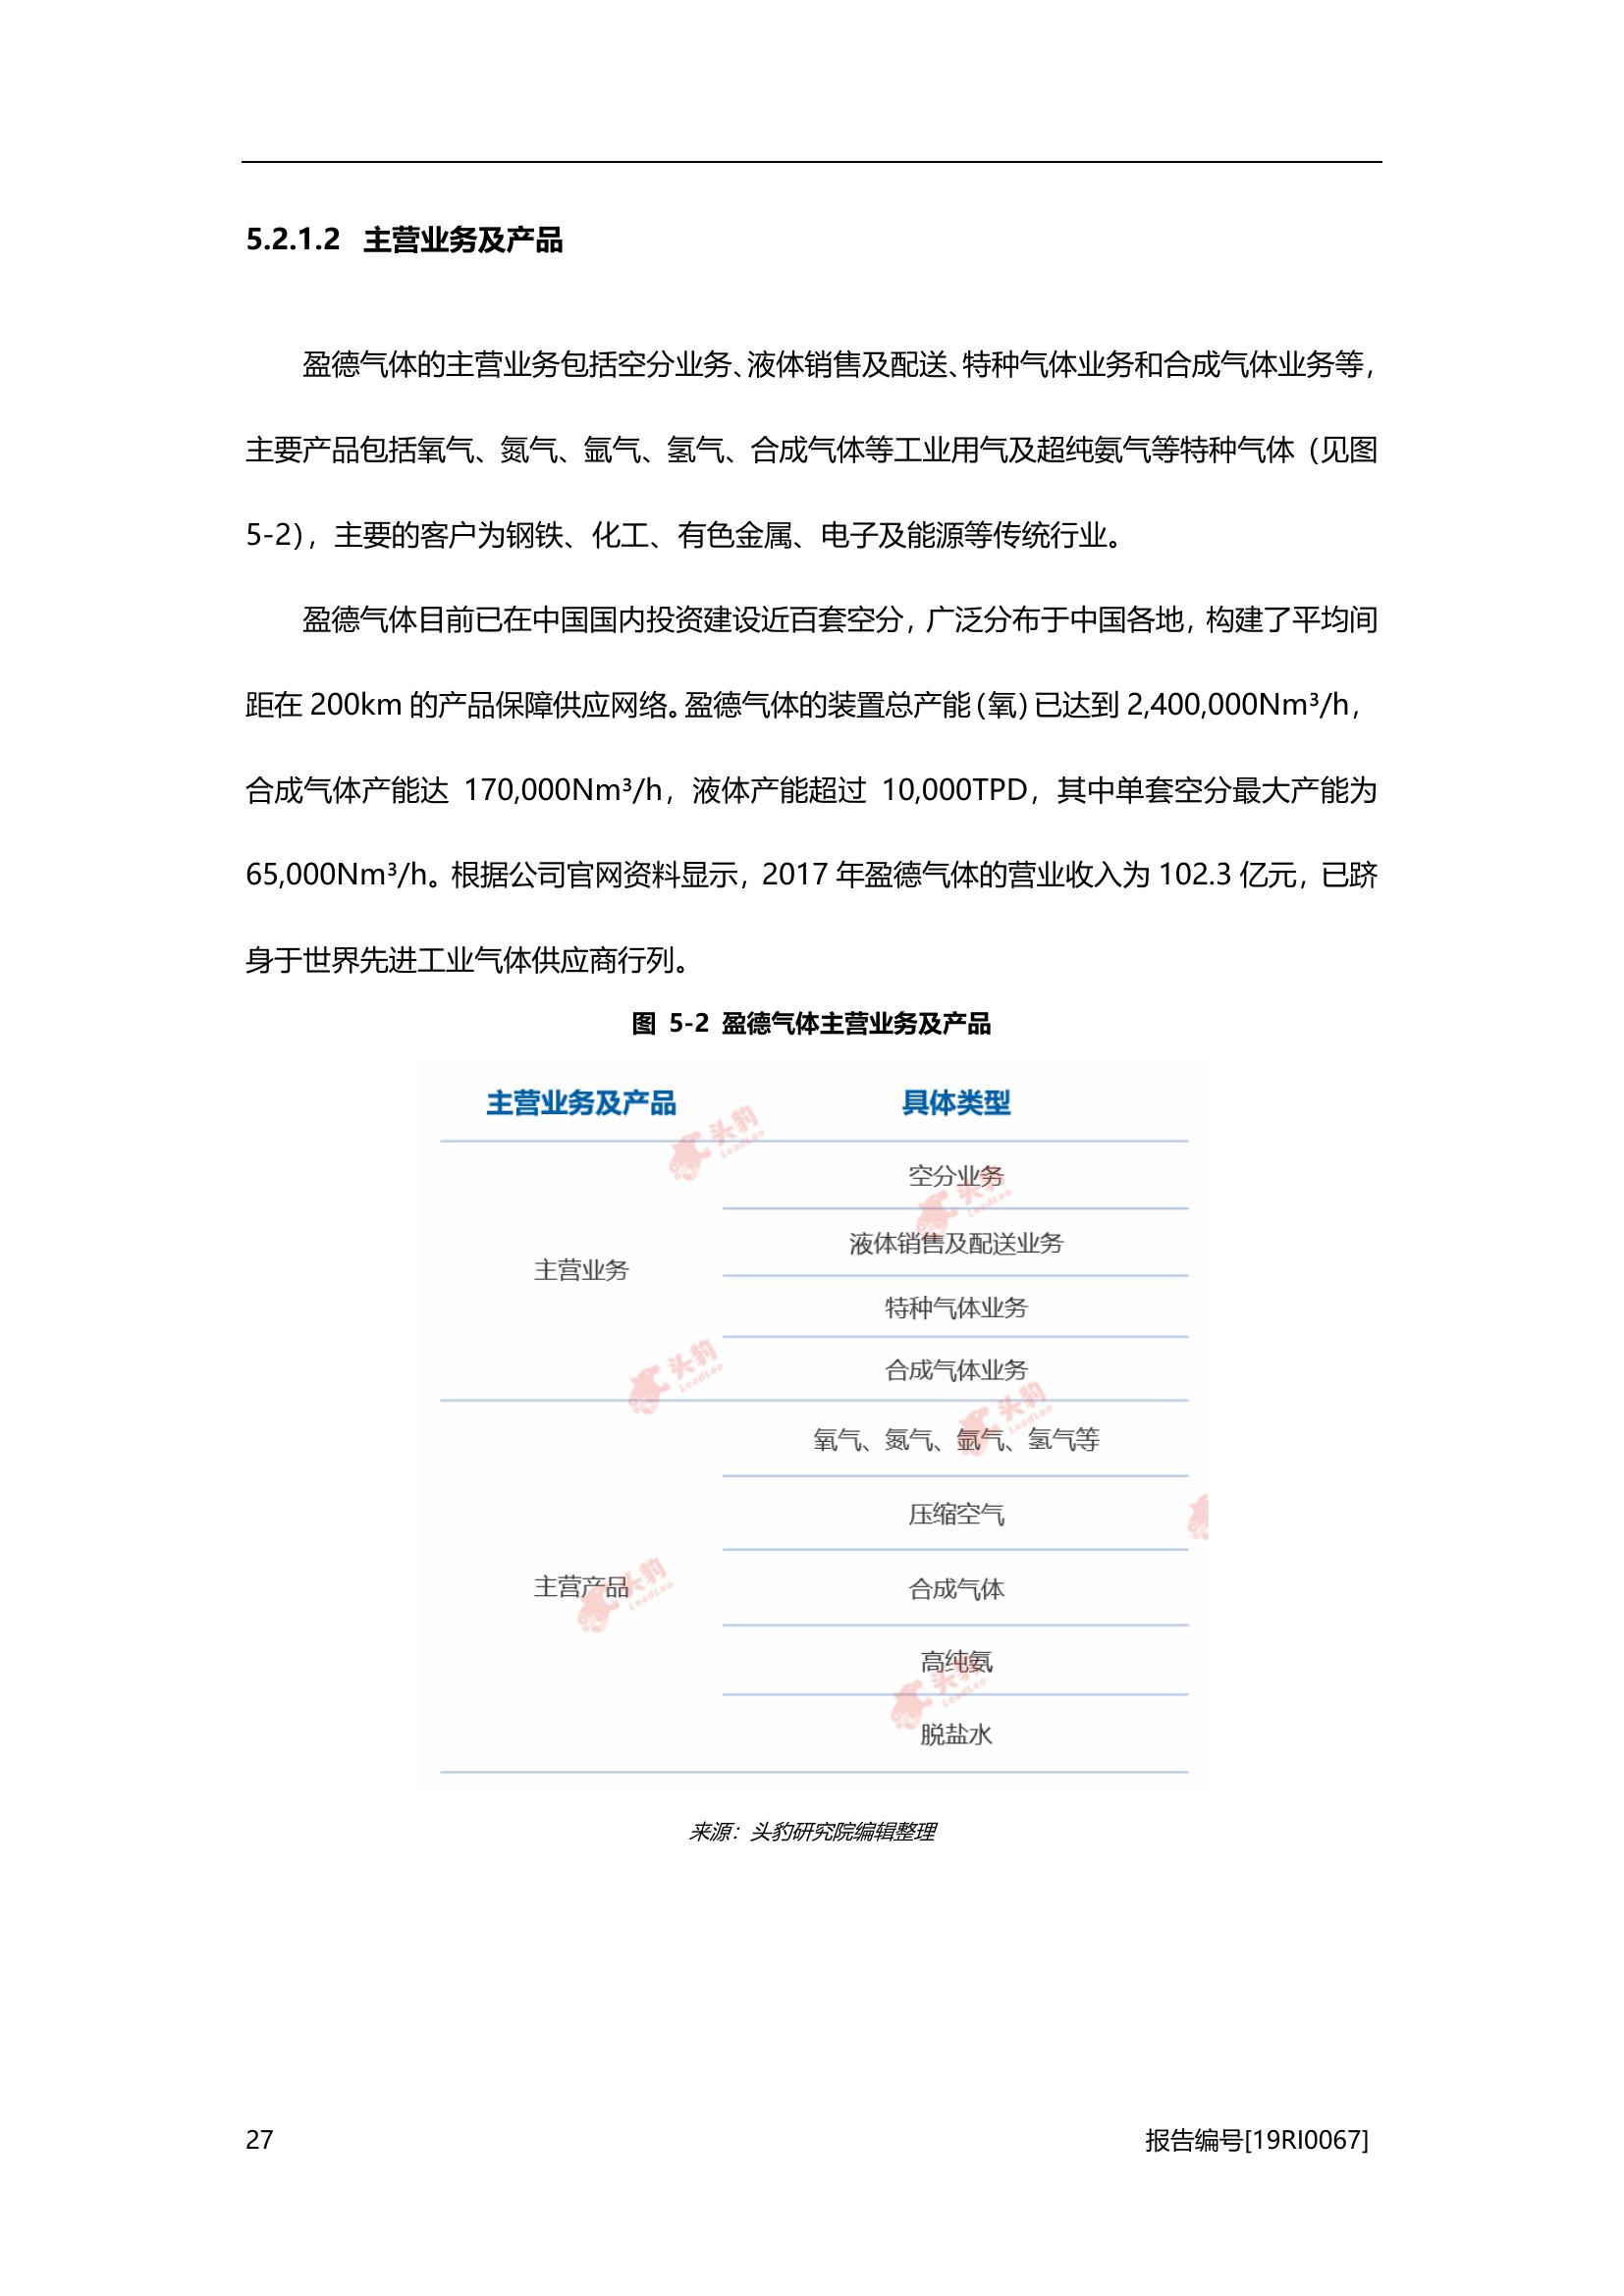 5.2.1.2 主营业务及产品
盈德气体的主营业务包括空分业务、液体销售及配送、特种气体业务和合成气体业务等，
主要产品包括氧气、氮气、氩气、氢气、合成气体等工业用气及超纯氨气等特种气体（见图
5-2），主要的客户为钢铁、化工、有色金属、电子及能源等传统行业。
盈德气体目前已在中国国内投资建设近百套空分，广泛分布于中国各地，构建了平均间
距在 200km 的产品保障供应网络。盈德气体的装置总产能（氧）已达到 2,400,000Nm³/h，
合成气体产能达 170,000Nm³/h，液体产能超过 10,000TPD，其中单套空分最大产能为
65,000Nm³/h。根据公司官网资料显示，2017 年盈德气体的营业收入为 102.3 亿元，已跻
身于世界先进工业气体供应商行列。
图 5-2 盈德气体主营业务及产品
主营业务及产品 具体类型
头豹
LeadLeo
空分业务
头豹
LeadLeo
液体销售及配送业务
主营业务
特种气体业务
头豹
LeadLeo
合成气体业务
头豹
LeadLeo
氧气、氮气、氩气、氢气等
压缩空气
主营产品
头豹
LeadLeo
合成气体
高纯氨
头豹
LeadLeo
脱盐水
来源：头豹研究院编辑整理
27 报告编号[19RI0067]